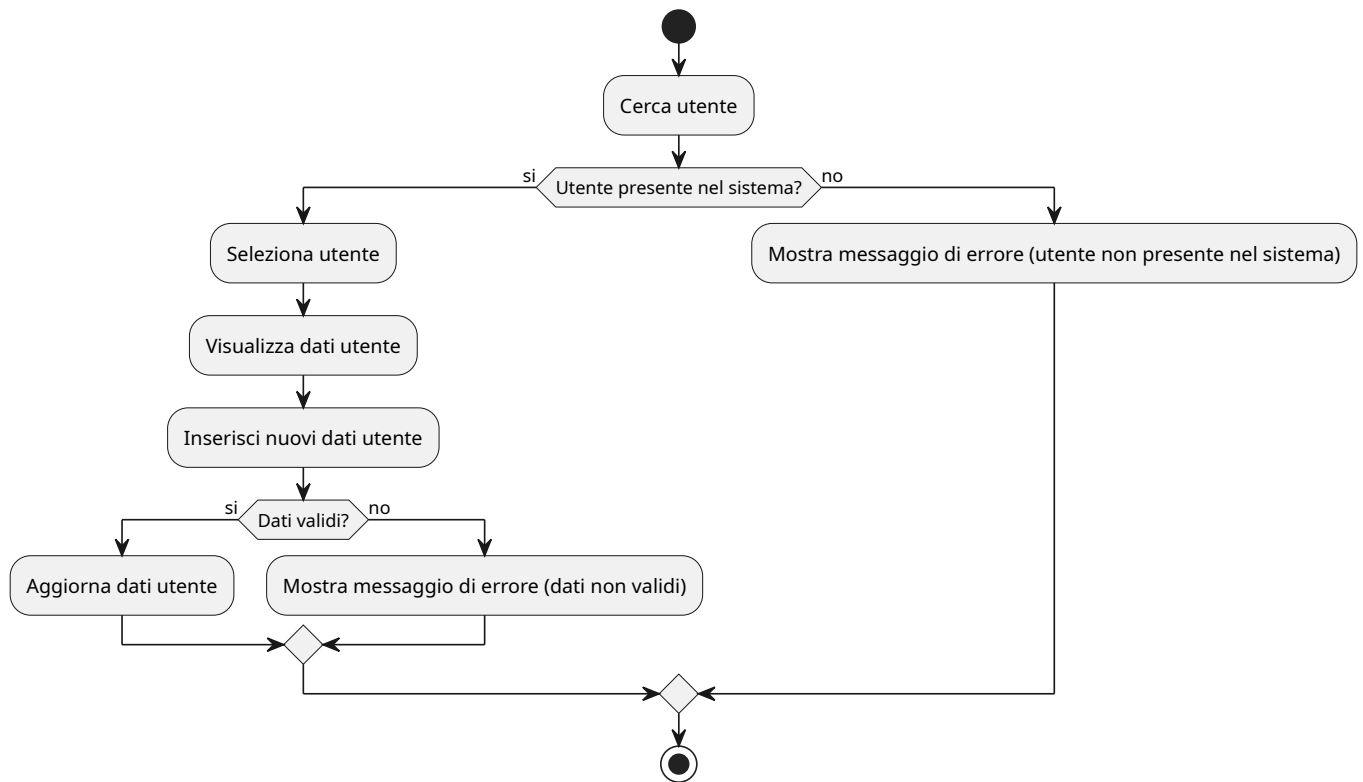 Cerca utente
si
Utente presente nel sistema?
no
Seleziona utente
Mostra messaggio di errore (utente non presente nel sistema)
Visualizza dati utente
Inserisci nuovi dati utente
si
Dati validi?
no
Aggiorna dati utente
Mostra messaggio di errore (dati non validi)